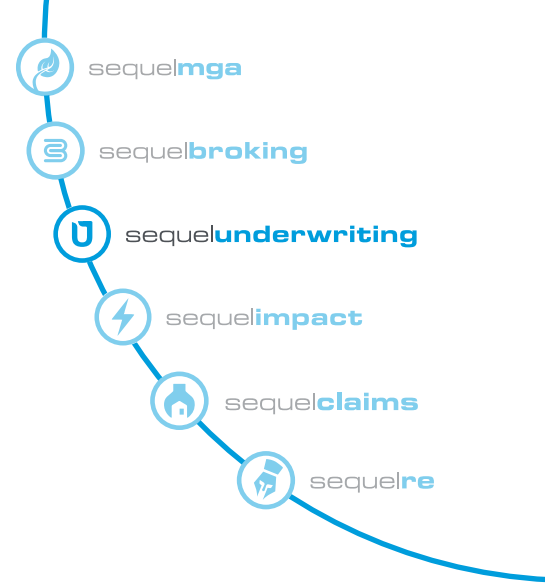 sequelmga
sequelbroking
sequelunderwriting
sequelimpact
sequelclaims
sequelre